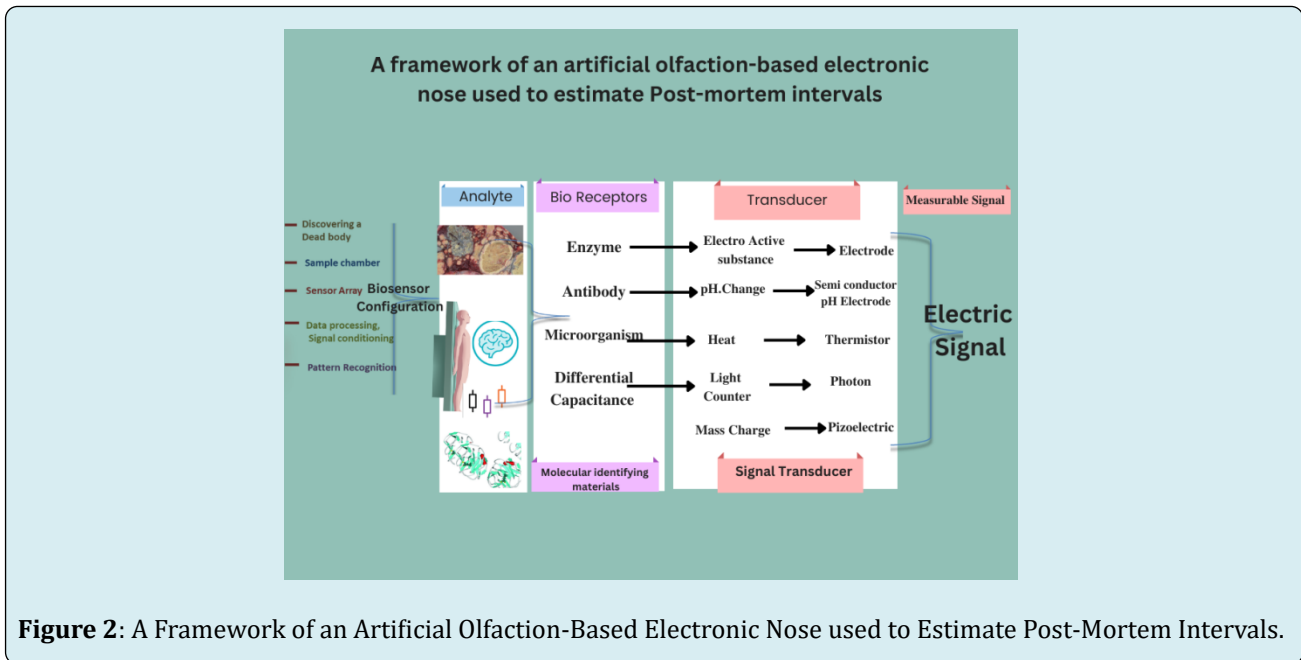 A framework of an artificial olfaction-based electronic
nose used to estimate Post-mortem intervals
Discovering a
Dead body
Sample chamber
Sensor Array
Data processing,
Signal conditioning
Pattern Recognition
Biosensor
Configuration
Analyte
Bio Receptors
Enzyme
Antibody
Microorganism
Differential
Capacitance
Molecular identifying
materials
Transducer
Electro Active
substance
Electrode
pH.Change
Semi conductor
pH Electrode
Heat
Thermistor
Light
Counter
Photon
Mass Charge
Pizoelectric
Signal Transducer
Measurable Signal
Electric
Signal
Figure 2: A Framework of an Artificial Olfaction-Based Electronic Nose used to Estimate Post-Mortem Intervals.